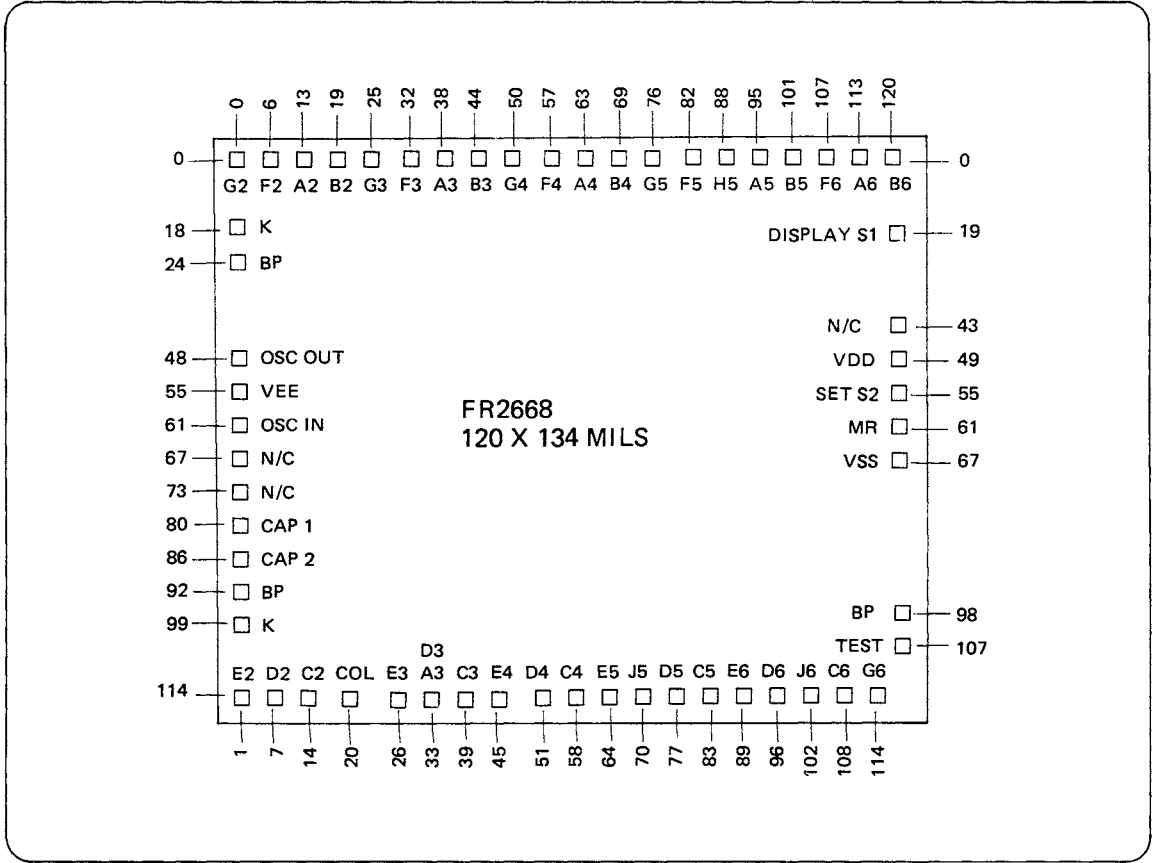 0 6 13 19 25 32 38 44 50 57 63 69 76 82 88 95 101 107 113 120
0 0
G2 F2 A2 B2 G3 F3 A3 B3 G4 F4 A4 B4 G5 F5 H5 A5 B5 F6 A6 B6
18 K
DISPLAY S1 19
24 BP
N/C 43
48 OSC OUT
VDD 49
55 VEE
SET S2 55
61 OSC IN
MR 61
67 N/C
VSS 67
73 N/C
80 CAP 1
86 CAP 2
92 BP
99 K
FR2668
120 X 134 MILS
BP 98
TEST 107
D3
E2 D2 C2 COL E3 A3 C3 E4 D4 C4 E5 J5 D5 C5 E6 D6 J6 C6 G6
114
1 7 14 20 26 33 39 45 51 58 64 70 77 83 89 96 102 108 114